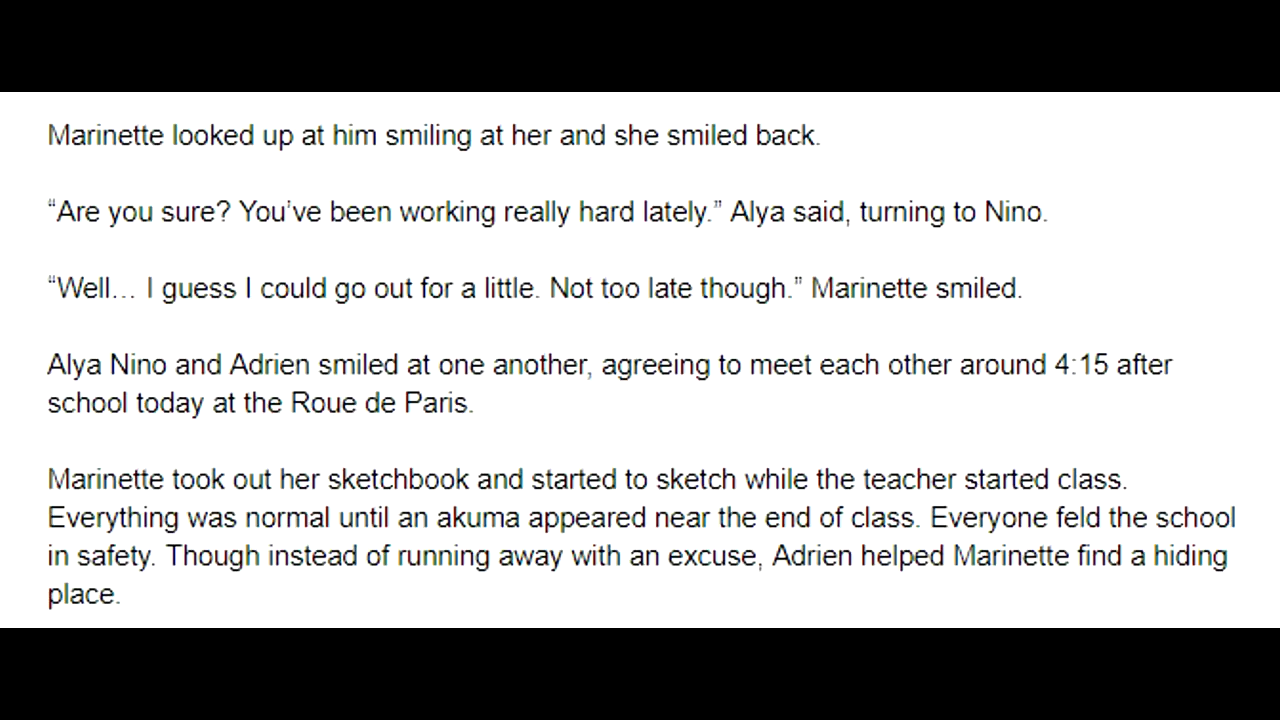 Marinette looked up at him smiling at her and she smiled back.
“Are you sure? You’ve been working really hard lately.” Alya said, turning to Nino.
“Well… I guess I could go out for a little. Not too late though.” Marinette smiled.
Alya Nino and Adrien smiled at one another, agreeing to meet each other around 4:15 after
school today at the Roue de Paris.
Marinette took out her sketchbook and started to sketch while the teacher started class.
Everything was normal until an akuma appeared near the end of class. Everyone feld the school
in safety. Though instead of running away with an excuse, Adrien helped Marinette find a hiding
place.